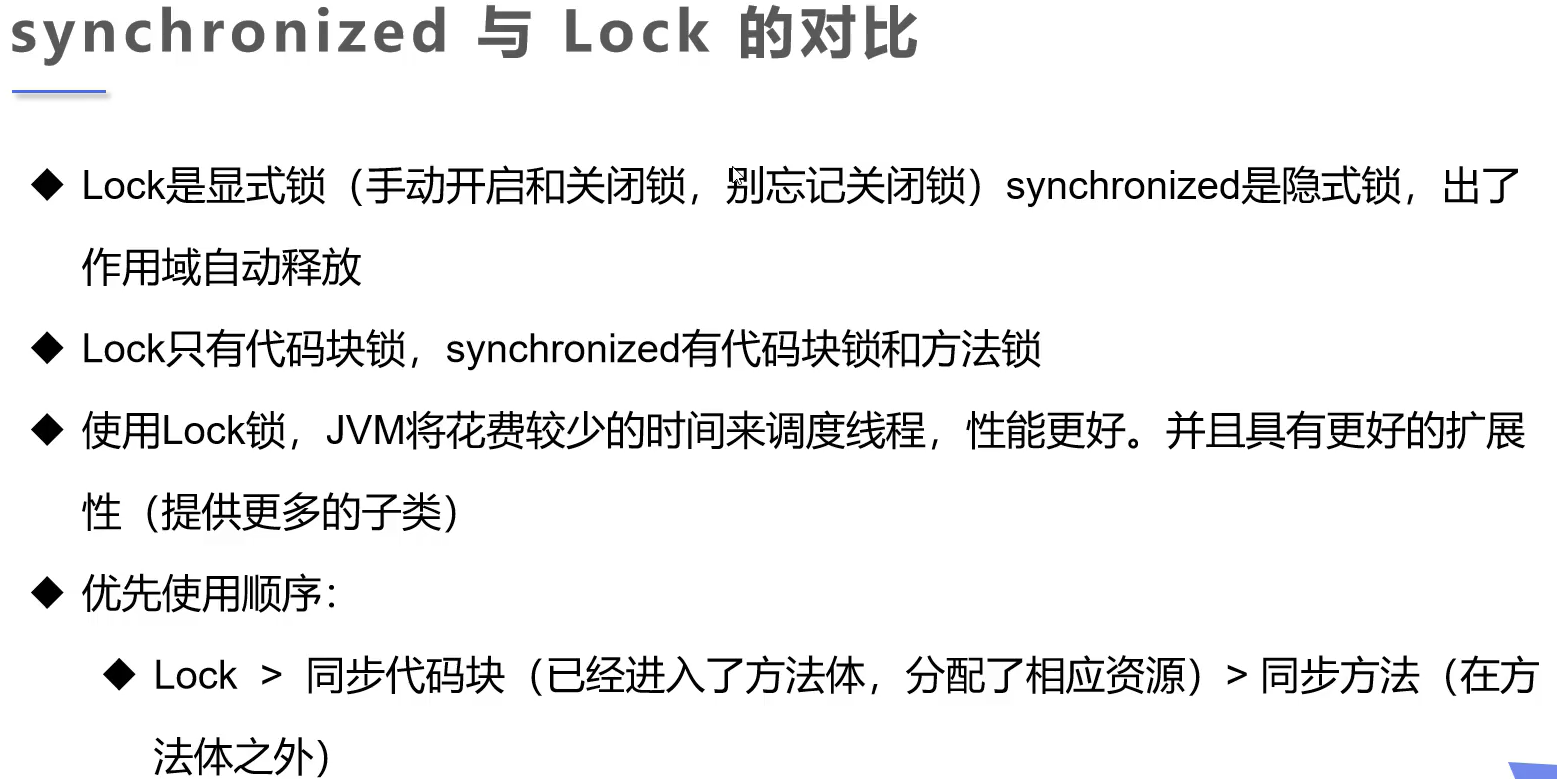 synchronized 与 Lock 的对比
◆ Lock是显式锁（手动开启和关闭锁，别忘记关闭锁）synchronized是隐式锁，出了
作用域自动释放
◆ Lock只有代码块锁，synchronized有代码块锁和方法锁
◆ 使用Lock锁，JVM将花费较少的时间来调度线程，性能更好。并且具有更好的扩展
性（提供更多的子类）
◆ 优先使用顺序：
◆ Lock > 同步代码块（已经进入了方法体，分配了相应资源）> 同步方法（在方
法体之外）